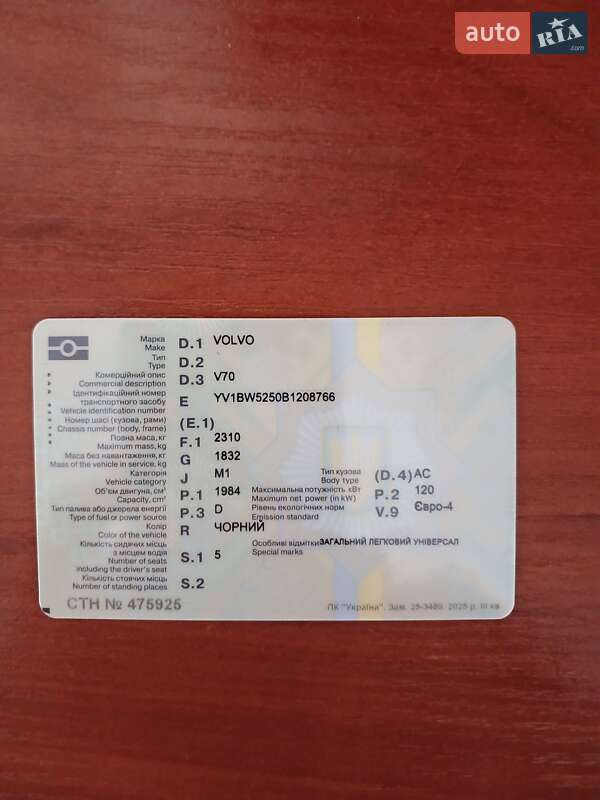 auto RIA.com
Марка D.1 VOLVO
Make
Тип D.2
Type
Комерційний опис D.3 V70
Commercial description
Ідентифікаційний номер
транспортного засобу E YV1BW5250B1208766
Vehicle identification number
Номер шасі (кузова, рами) (E.1)
Chassis number (body, frame)
Повна маса, кг F.1 2310
Maximum mass, kg
Маса без навантаження, кг G 1832
Mass of the vehicle in service, kg
Категорія J M1 Тип кузова (D.4) AC
Vehicle category Body type
Об'єм двигуна, см³ P.1 1984 Максимальна потужність кВт P.2 120
Capacity, cm³ Maximum net power (in kW)
Тип палива або джерела енергії P.3 D Рівень екологічних норм V.9 Євро-4
Type of fuel or power source Emission standard
Колір R ЧОРНИЙ
Color of the vehicle
Кількість сидячих місць Особливі відмітки ЗАГАЛЬНИЙ ЛЕГКОВИЙ УНІВЕРСАЛ
з місцем водія S.1 5 Special marks
Number of seats
including the driver's seat
Кількість стоячих місць S.2
Number of standing places
СТН № 475925 ПК "Україна". Зам. 25-3489. 2025 р. III кв.